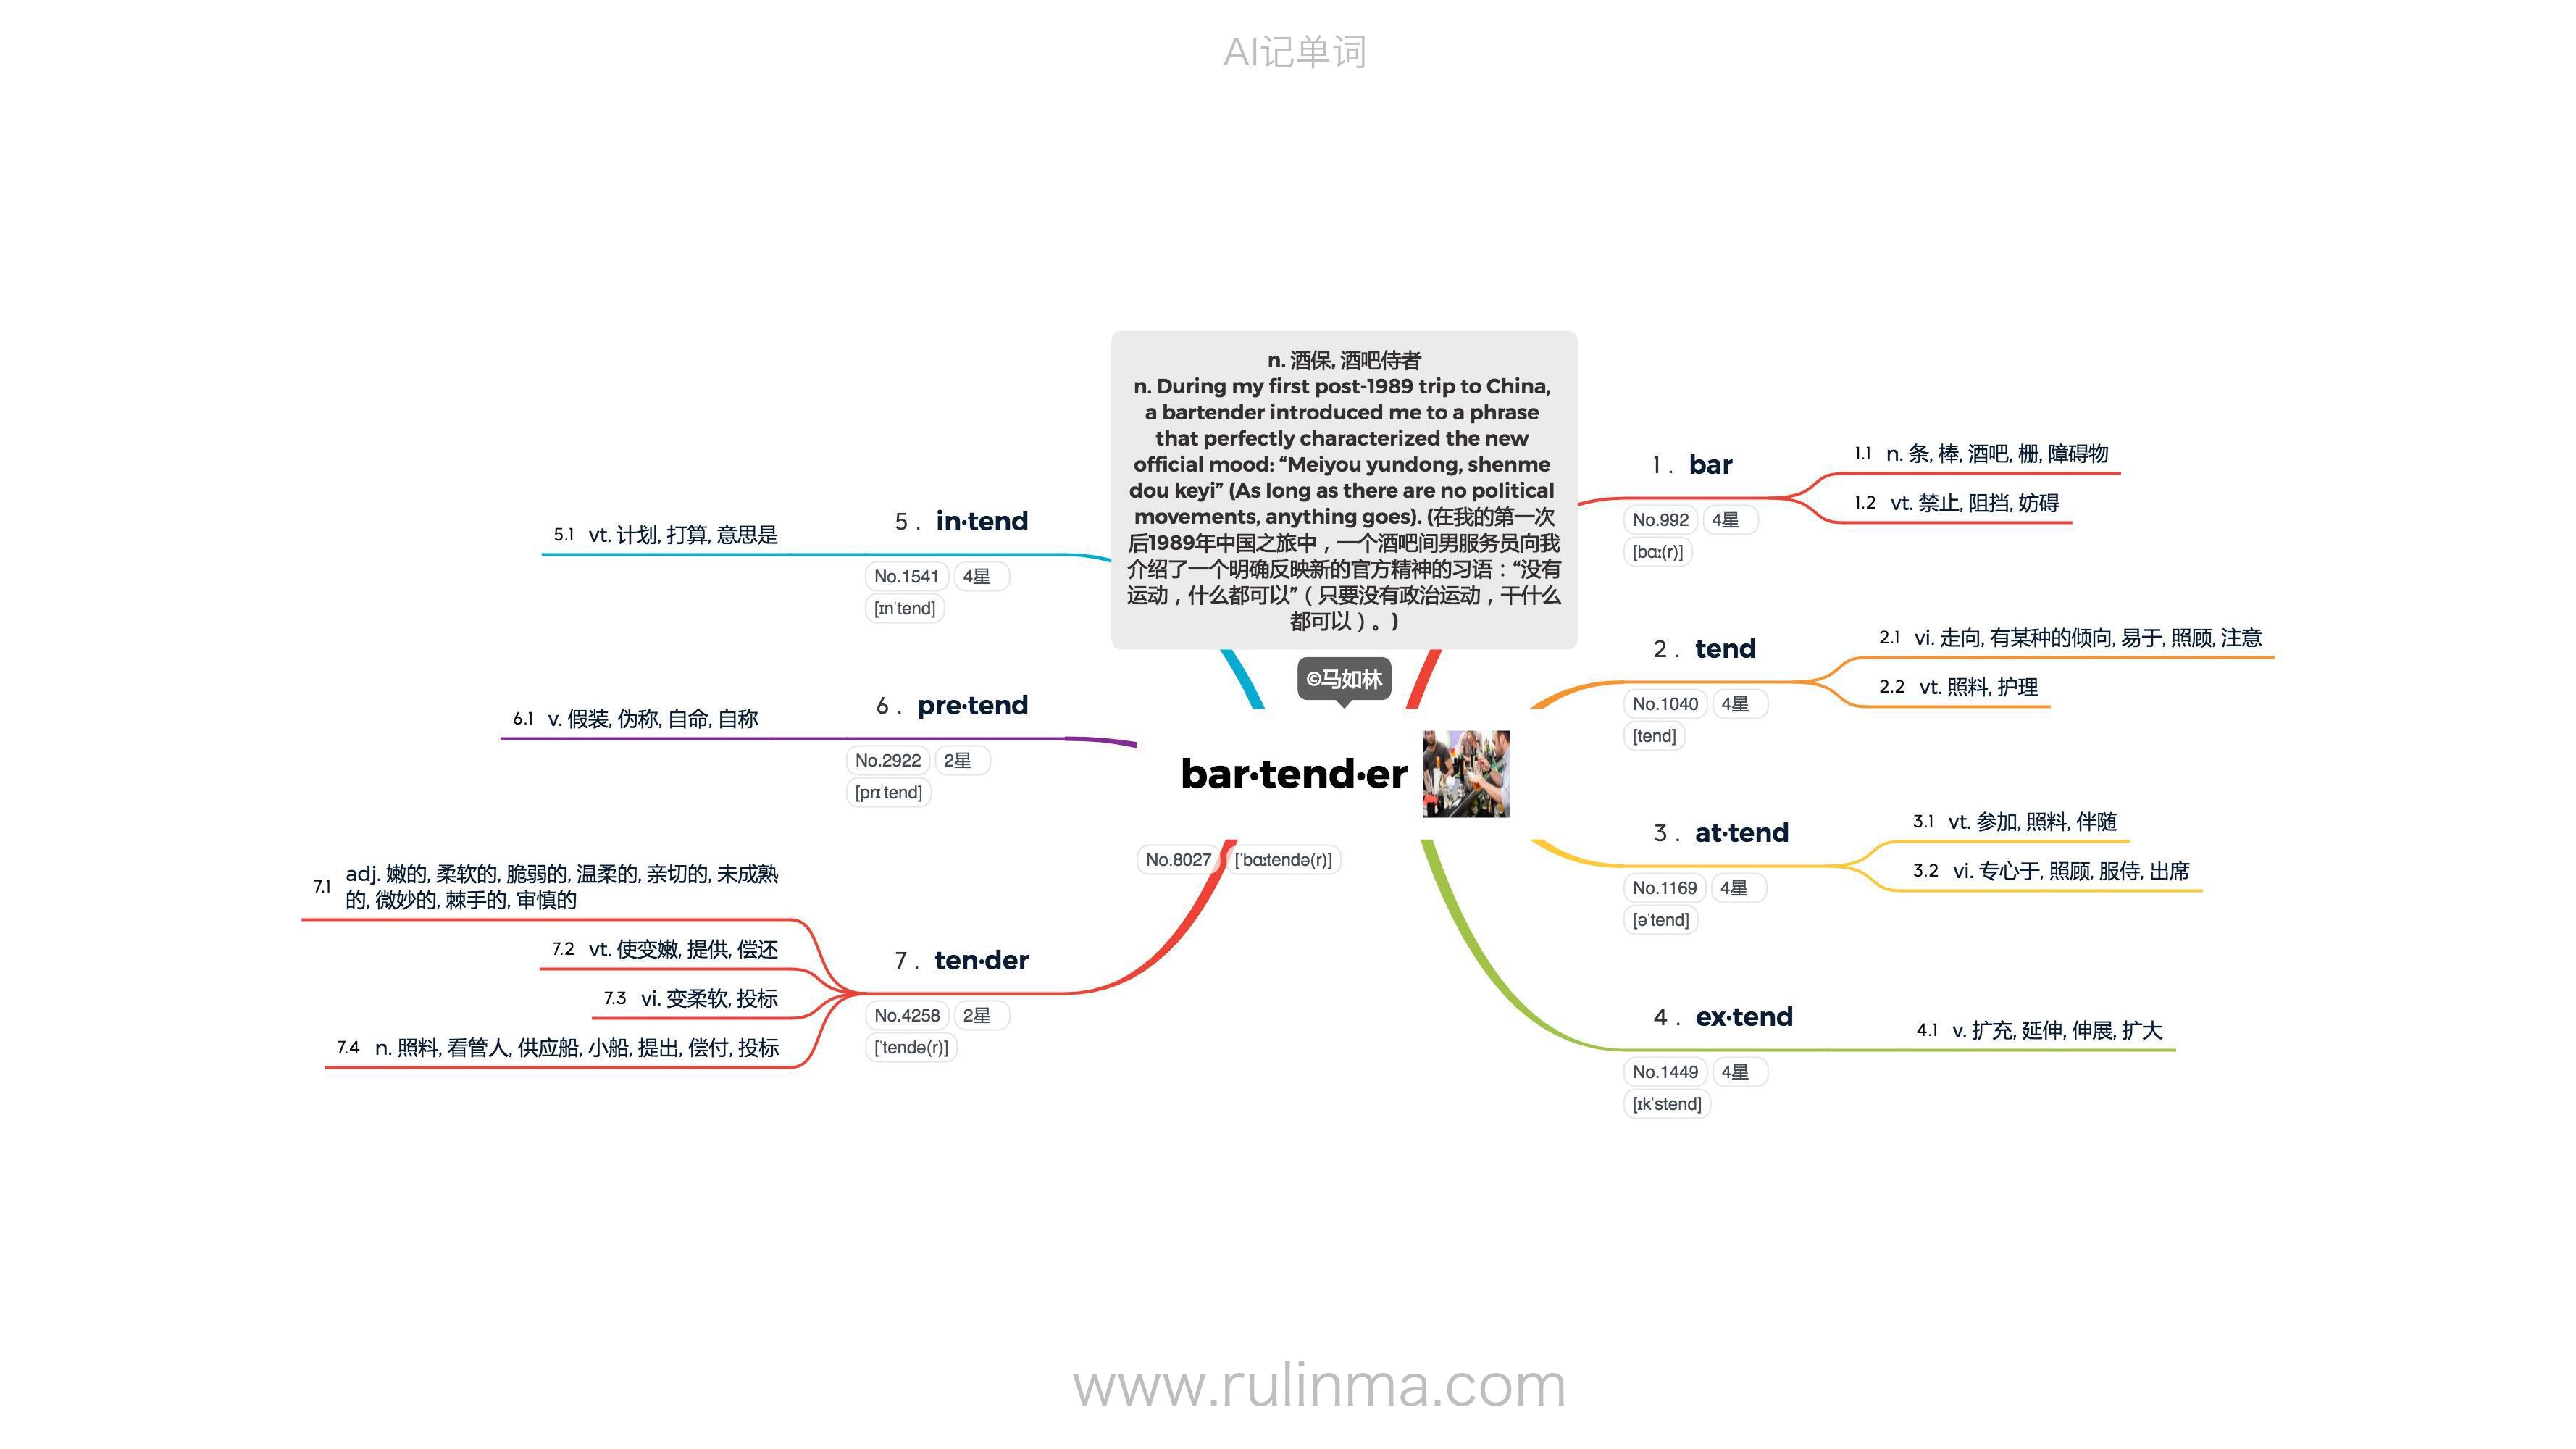 AI记单词
n. 酒保, 酒吧侍者
n. During my first post-1989 trip to China,
a bartender introduced me to a phrase
that perfectly characterized the new
official mood: “Meiyou yundong, shenme
dou keyi” (As long as there are no political
movements, anything goes). (在我的第一次
后1989年中国之旅中，一个酒吧间男服务员向我
介绍了一个明确反映新的官方精神的习语：“没有
运动，什么都可以”（只要没有政治运动，干什么
都可以）。)
©马如林
bar·tend·er
No.8027 [ˈbɑːtendə(r)]
1. bar
No.992 4星
[bɑː(r)]
1.1 n. 条, 棒, 酒吧, 栅, 障碍物
1.2 vt. 禁止, 阻挡, 妨碍
2. tend
No.1040 4星
[tend]
2.1 vi. 走向, 有某种的倾向, 易于, 照顾, 注意
2.2 vt. 照料, 护理
3. at·tend
No.1169 4星
[əˈtend]
3.1 vt. 参加, 照料, 伴随
3.2 vi. 专心于, 照顾, 服侍, 出席
4. ex·tend
No.1449 4星
[ɪkˈstend]
4.1 v. 扩充, 延伸, 伸展, 扩大
5. in·tend
No.1541 4星
[ɪnˈtend]
5.1 vt. 计划, 打算, 意思是
6. pre·tend
No.2922 2星
[prɪˈtend]
6.1 v. 假装, 伪称, 自命, 自称
7. ten·der
No.4258 2星
[ˈtendə(r)]
7.1 adj. 嫩的, 柔软的, 脆弱的, 温柔的, 亲切的, 未成熟
的, 微妙的, 棘手的, 审慎的
7.2 vt. 使变嫩, 提供, 偿还
7.3 vi. 变柔软, 投标
7.4 n. 照料, 看管人, 供应船, 小船, 提出, 偿付, 投标
www.rulinma.com